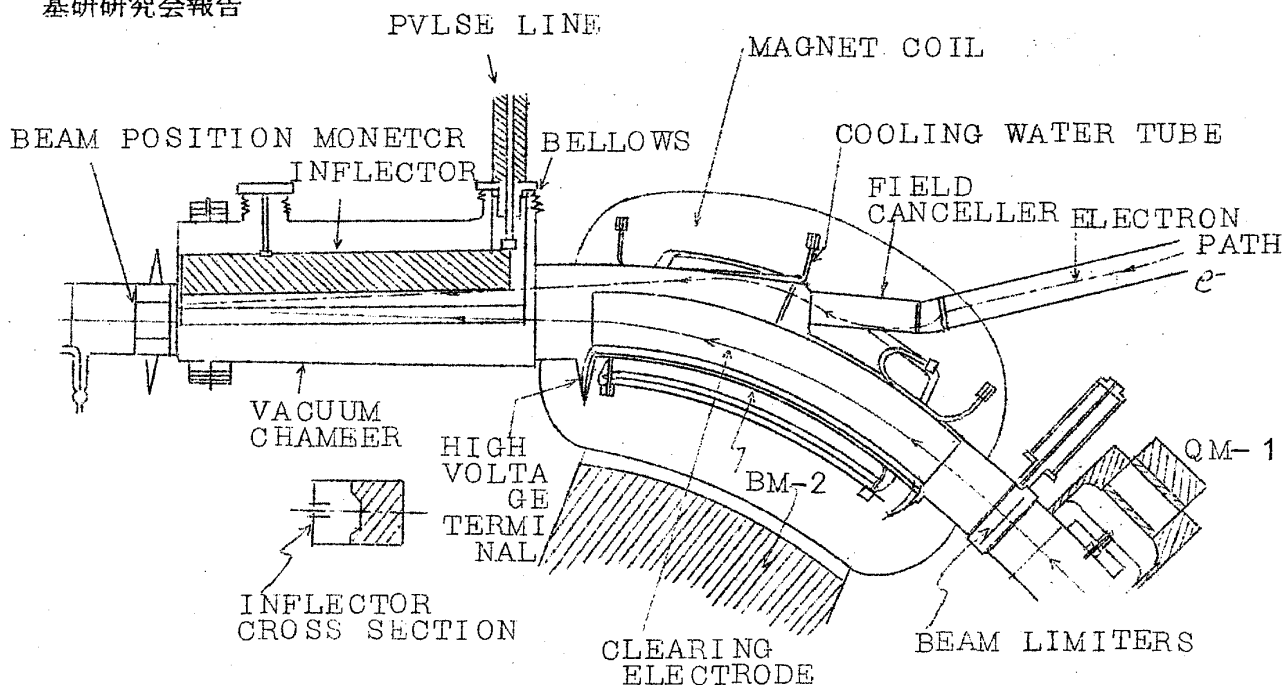 基研研究会報告
PVLSE LINE
MAGNET COIL
BEAM POSITION MONETCR
INFLECTOR
BELLOWS
COOLING WATER TUBE
FIELD
CANCELLER
ELECTRON
PATH
e-
VACUUM
CHAMBER
HIGH
VOLTA
GE
TERMI
NAL
BM-2
QM-1
INFLECTOR
CROSS SECTION
CLEARING
ELECTRODE
BEAM LIMITERS